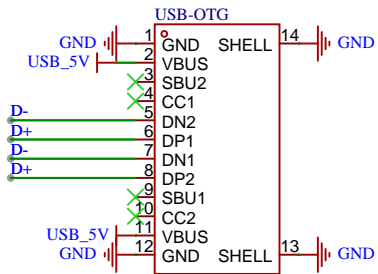 USB-OTG
GND 1 GND SHELL 14 GND
USB_5V 2 VBUS
3 SBU2
4 CC1
D- 5 DN2
D+ 6 DP1
D- 7 DN1
D+ 8 DP2
9 SBU1
10 CC2
USB_5V 11 VBUS
GND 12 GND SHELL 13 GND